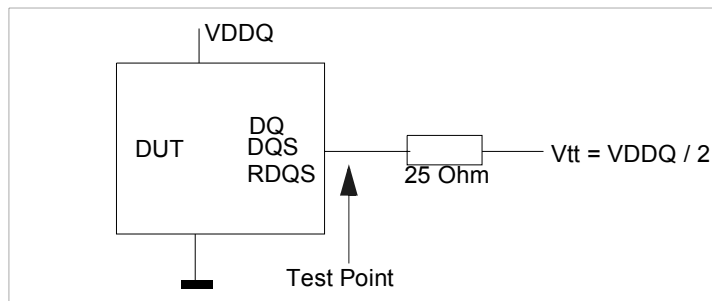 VDDQ
DUT
DQ
DQS
RDQS
25 Ohm
Vtt = VDDQ / 2
Test Point